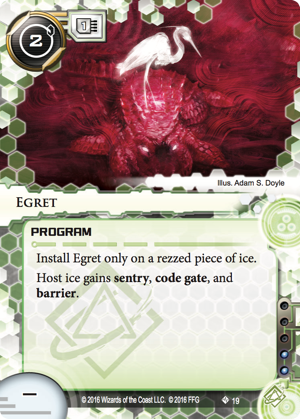 2
1
Illus. Adam S. Doyle
EGRET
PROGRAM
Install Egret only on a rezzed piece of ice.
Host ice gains sentry, code gate, and
barrier.
–
© 2016 Wizards of the Coast LLC. © 2016 FFG
19